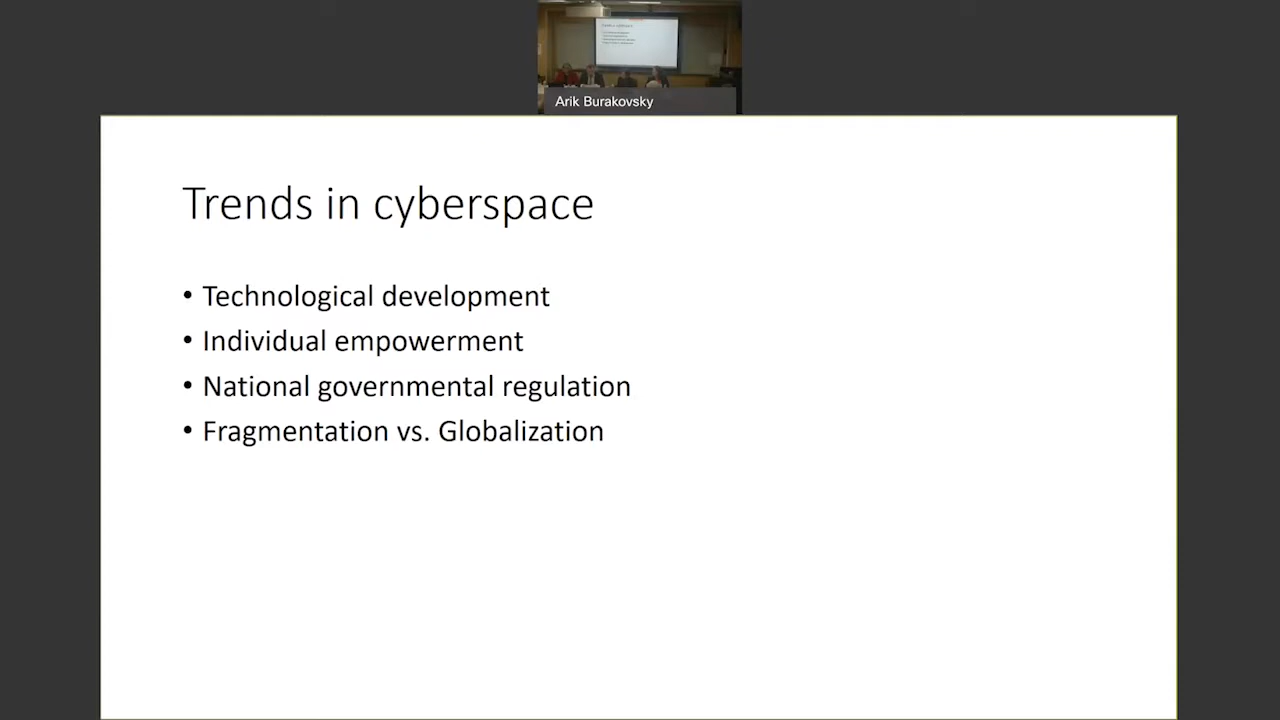 Arik Burakovsky
Trends in cyberspace
• Technological development
• Individual empowerment
• National governmental regulation
• Fragmentation vs. Globalization